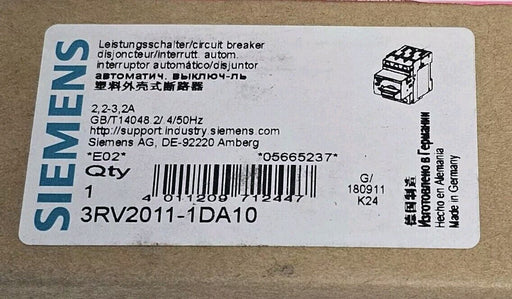 SIEMENS
Leistungsschalter/circuit breaker
disjoncteur/interrutt. autom.
interruptor automático/disjuntor
автоматич. выключ-ль
塑料外壳式断路器
2,2-3,2A
GB/T14048.2/.4/50Hz
http://support.industry.siemens.com
Siemens AG, DE-92220 Amberg
*E02* *05665237*
Qty
1
4 011209 712447
G/
180911
K24
3RV2011-1DA10
德国制造
Изготовлено в Германии
Hecho en Alemania
Made in Germany